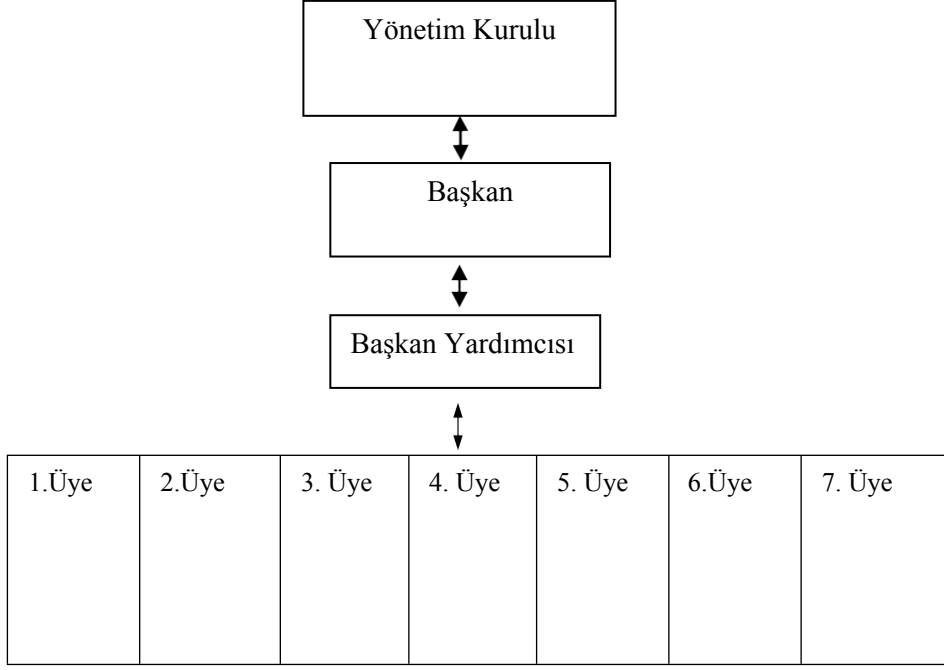 Yönetim Kurulu
Başkan
Başkan Yardımcısı
1.Üye 2.Üye 3. Üye 4. Üye 5. Üye 6.Üye 7. Üye